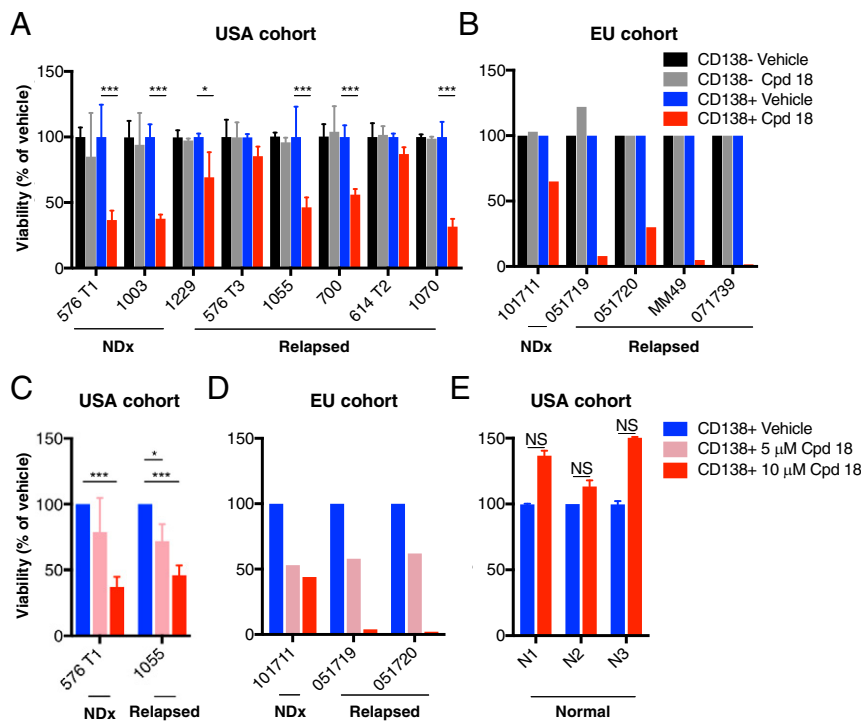 A
USA cohort
Viability (% of vehicle)
150
100
50
0
***
***
*
***
***
***
576 T1
1003
1229
576 T3
1055
700
614 T2
1070
NDx
Relapsed
B
EU cohort
CD138- Vehicle
CD138- Cpd 18
CD138+ Vehicle
CD138+ Cpd 18
150
100
50
0
101711
051719
051720
MM49
071739
NDx
Relapsed
C
USA cohort
Viability (% of vehicle)
150
100
50
0
***
*
***
576 T1
1055
NDx
Relapsed
D
EU cohort
150
100
50
0
101711
051719
051720
NDx
Relapsed
E
USA cohort
CD138+ Vehicle
CD138+ 5 μM Cpd 18
CD138+ 10 μM Cpd 18
150
100
50
0
NS
NS
NS
N1
N2
N3
Normal